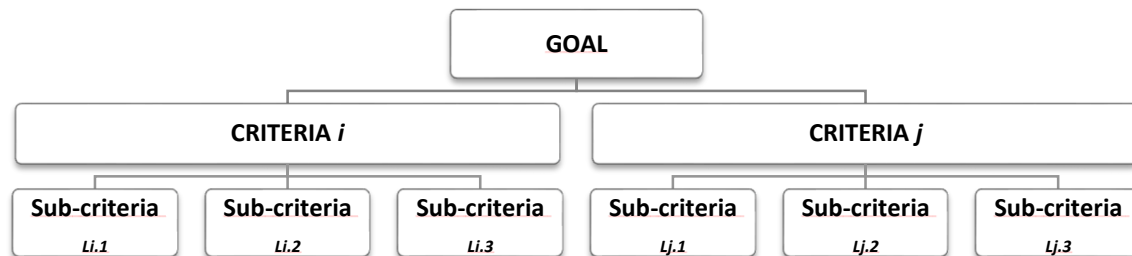 GOAL
CRITERIA i
CRITERIA j
Sub-criteria
Li.1
Sub-criteria
Li.2
Sub-criteria
Li.3
Sub-criteria
Lj.1
Sub-criteria
Lj.2
Sub-criteria
Lj.3